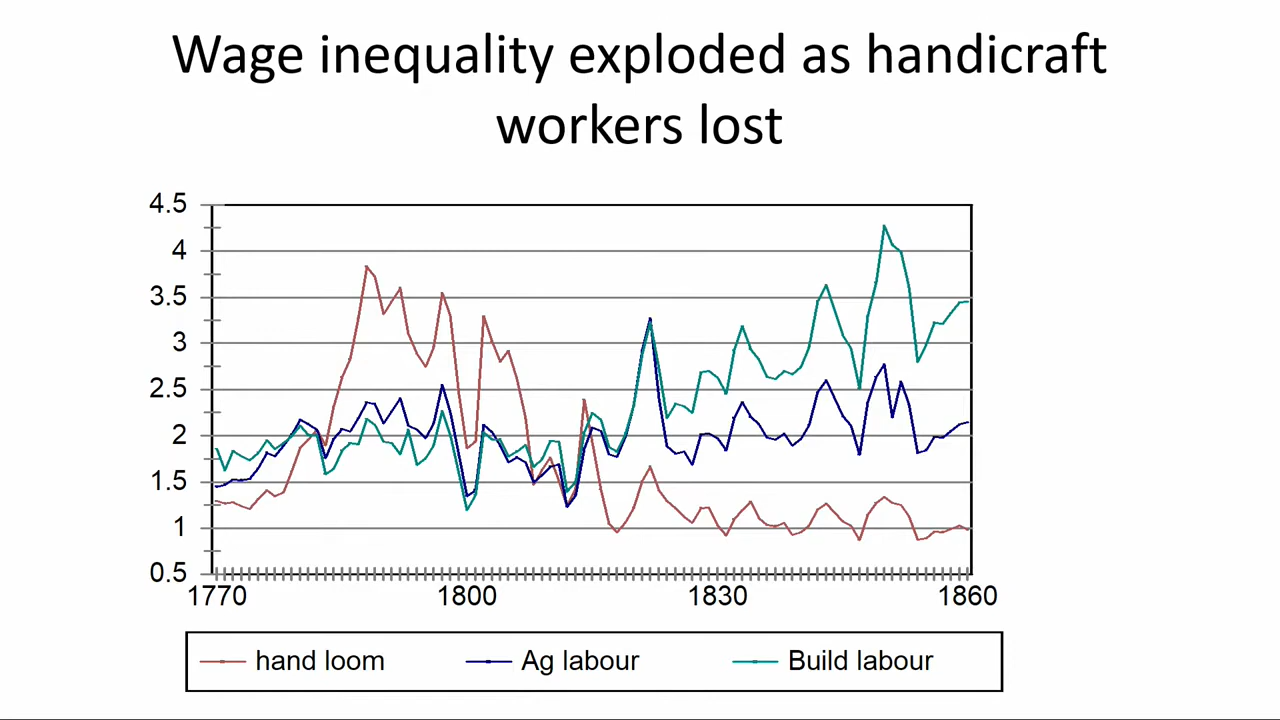 Wage inequality exploded as handicraft
workers lost
4.5
4
3.5
3
2.5
2
1.5
1
0.5
1770 1800 1830 1860
hand loom Ag labour Build labour